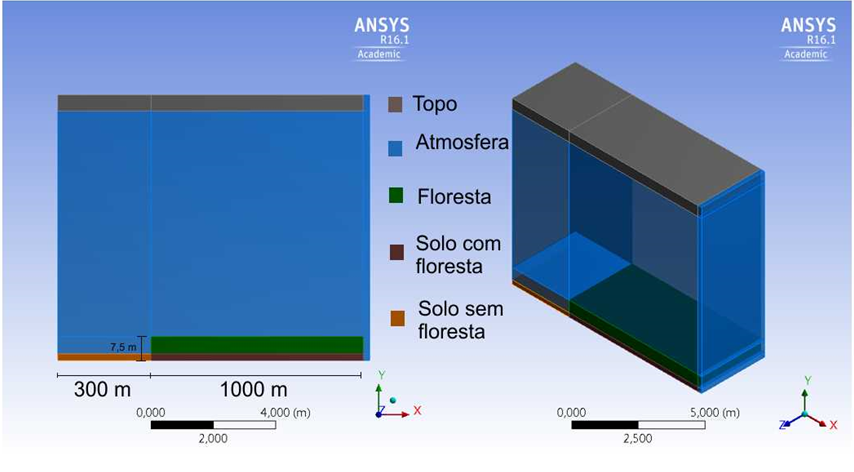 ANSYS
R16.1
Academic
ANSYS
R16.1
Academic
Topo
Atmosfera
Floresta
Solo com
floresta
Solo sem
floresta
7,5 m
300 m
1000 m
Y
Z
X
0,000
4,000 (m)
2,000
0,000
5,000 (m)
2,500
Y
Z
X